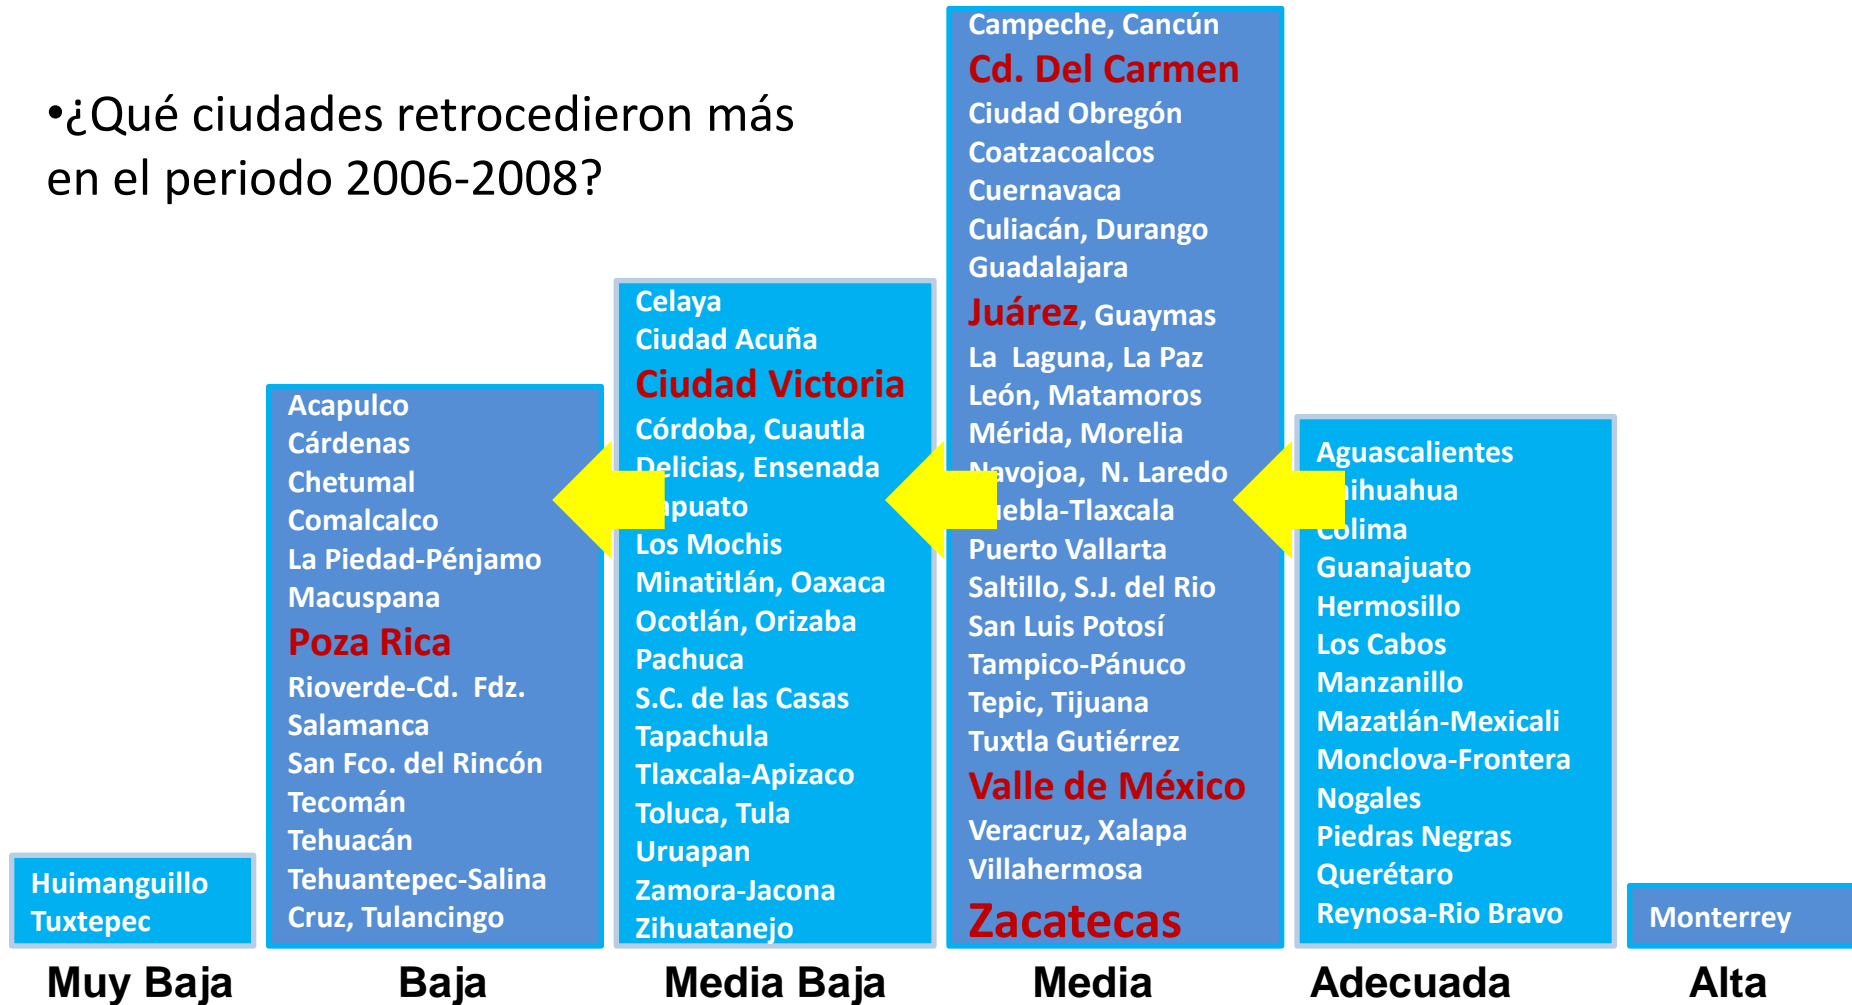 •¿Qué ciudades retrocedieron más
en el periodo 2006-2008?
Huimanguillo
Tuxtepec
Muy Baja
Acapulco
Cárdenas
Chetumal
Comalcalco
La Piedad-Pénjamo
Macuspana
Poza Rica
Rioverde-Cd. Fdz.
Salamanca
San Fco. del Rincón
Tecomán
Tehuacán
Tehuantepec-Salina
Cruz, Tulancingo
Baja
Celaya
Ciudad Acuña
Ciudad Victoria
Córdoba, Cuautla
Delicias, Ensenada
apuato
Los Mochis
Minatitlán, Oaxaca
Ocotlán, Orizaba
Pachuca
S.C. de las Casas
Tapachula
Tlaxcala-Apizaco
Toluca, Tula
Uruapan
Zamora-Jacona
Zihuatanejo
Media Baja
Campeche, Cancún
Cd. Del Carmen
Ciudad Obregón
Coatzacoalcos
Cuernavaca
Culiacán, Durango
Guadalajara
Juárez, Guaymas
La Laguna, La Paz
León, Matamoros
Mérida, Morelia
Navojoa, N. Laredo
uebla-Tlaxcala
Puerto Vallarta
Saltillo, S.J. del Rio
San Luis Potosí
Tampico-Pánuco
Tepic, Tijuana
Tuxtla Gutiérrez
Valle de México
Veracruz, Xalapa
Villahermosa
Zacatecas
Media
Aguascalientes
hihuahua
Colima
Guanajuato
Hermosillo
Los Cabos
Manzanillo
Mazatlán-Mexicali
Monclova-Frontera
Nogales
Piedras Negras
Querétaro
Reynosa-Rio Bravo
Adecuada
Monterrey
Alta